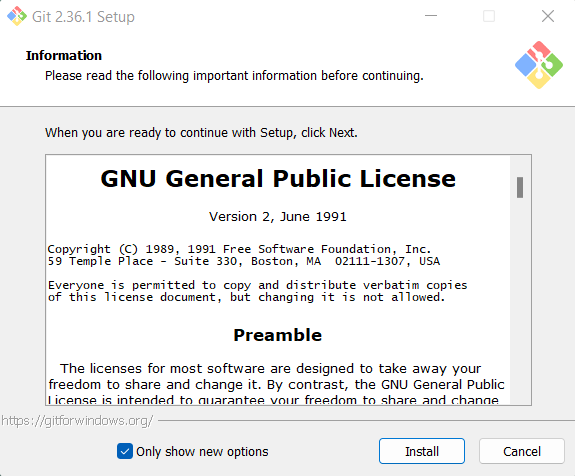 Git 2.36.1 Setup
Information
Please read the following important information before continuing.
When you are ready to continue with Setup, click Next.
GNU General Public License
Version 2, June 1991
Copyright (C) 1989, 1991 Free Software Foundation, Inc.
59 Temple Place - Suite 330, Boston, MA  02111-1307, USA
Everyone is permitted to copy and distribute verbatim copies
of this license document, but changing it is not allowed.
Preamble
The licenses for most software are designed to take away your
freedom to share and change it. By contrast, the GNU General Public
License is intended to guarantee your freedom to share and change
https://gitforwindows.org/
Only show new options
Install
Cancel